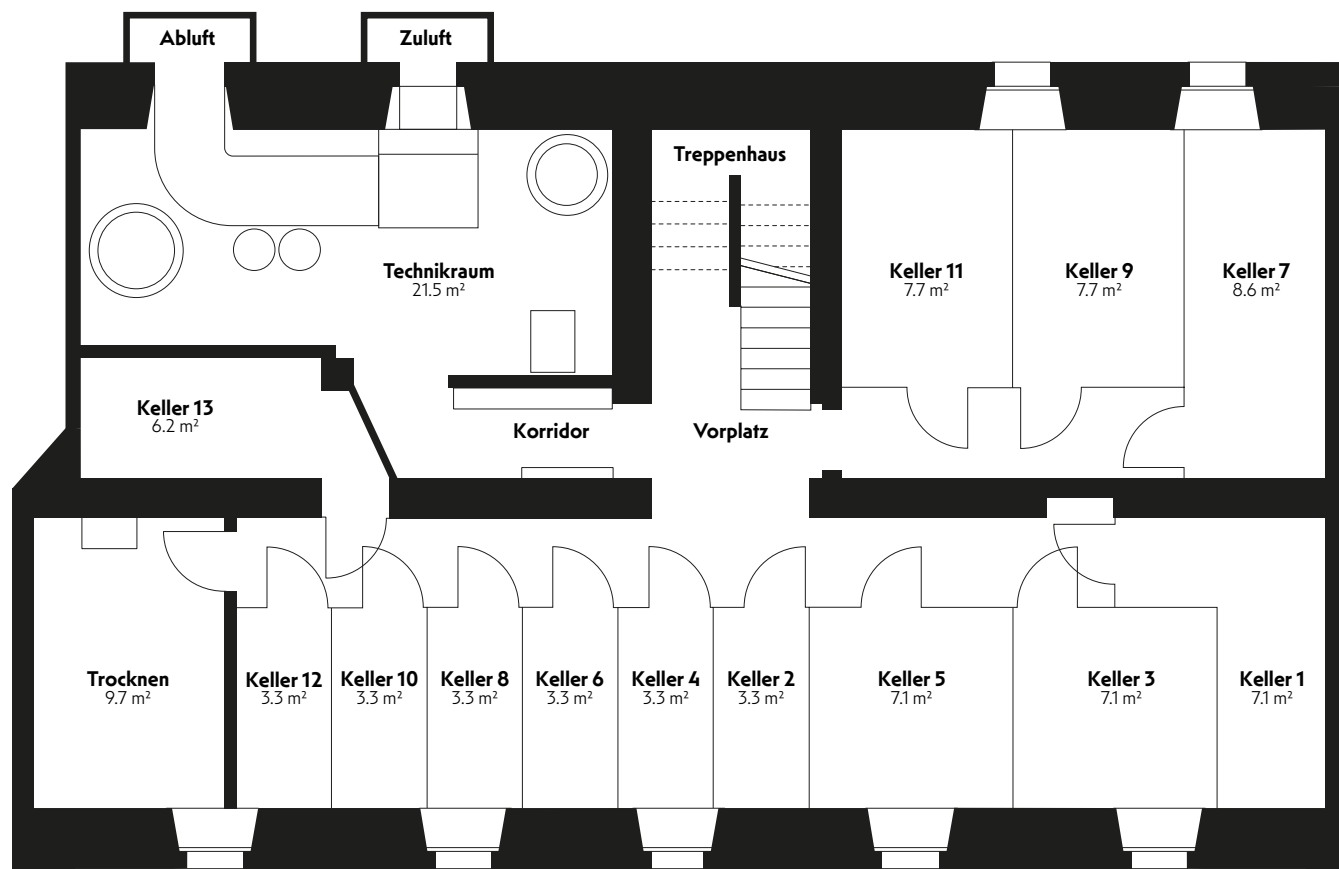 Abluft
Zuluft
Treppenhaus
Technikraum
21.5 m²
Keller 11
7.7 m²
Keller 9
7.7 m²
Keller 7
8.6 m²
Keller 13
6.2 m²
Korridor
Vorplatz
Trocknen
9.7 m²
Keller 12
3.3 m²
Keller 10
3.3 m²
Keller 8
3.3 m²
Keller 6
3.3 m²
Keller 4
3.3 m²
Keller 2
3.3 m²
Keller 5
7.1 m²
Keller 3
7.1 m²
Keller 1
7.1 m²